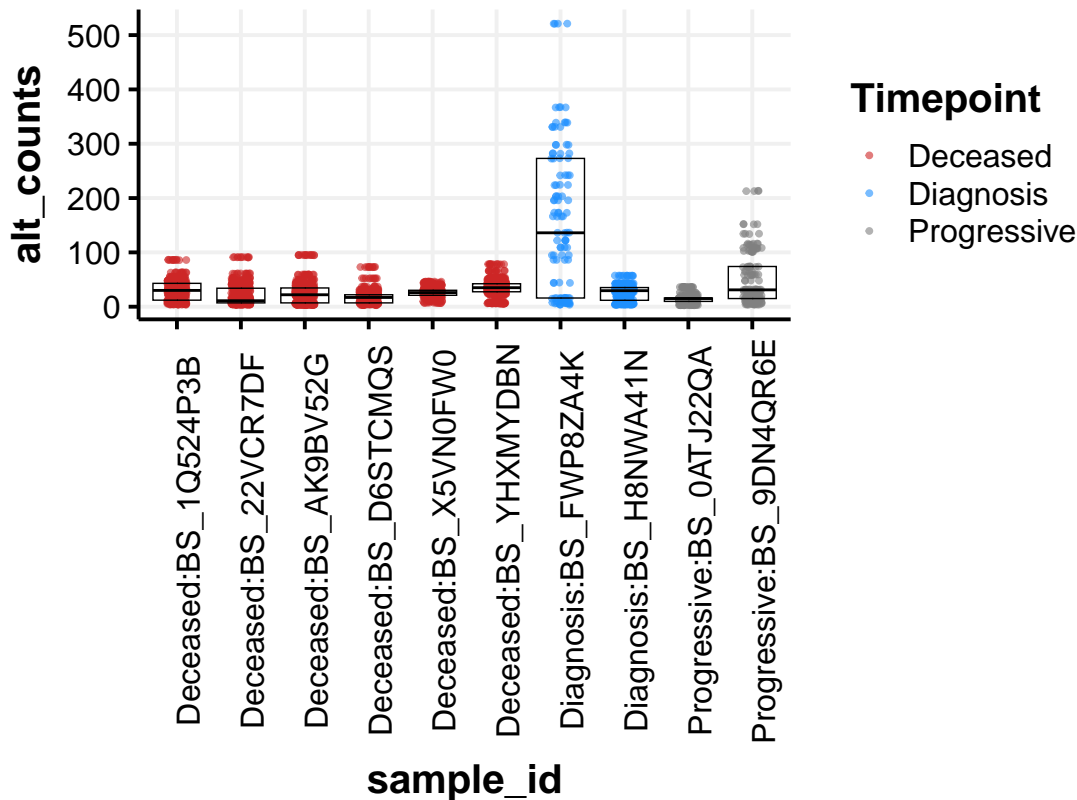 alt_counts
500
400
300
200
100
0
Deceased:BS_1Q524P3B
Deceased:BS_22VCR7DF
Deceased:BS_AK9BV52G
Deceased:BS_D6STCMQS
Deceased:BS_X5VN0FW0
Deceased:BS_YHXMYDBN
Diagnosis:BS_FWP8ZA4K
Diagnosis:BS_H8NWA41N
Progressive:BS_0ATJ22QA
Progressive:BS_9DN4QR6E
sample_id
Timepoint
Deceased
Diagnosis
Progressive